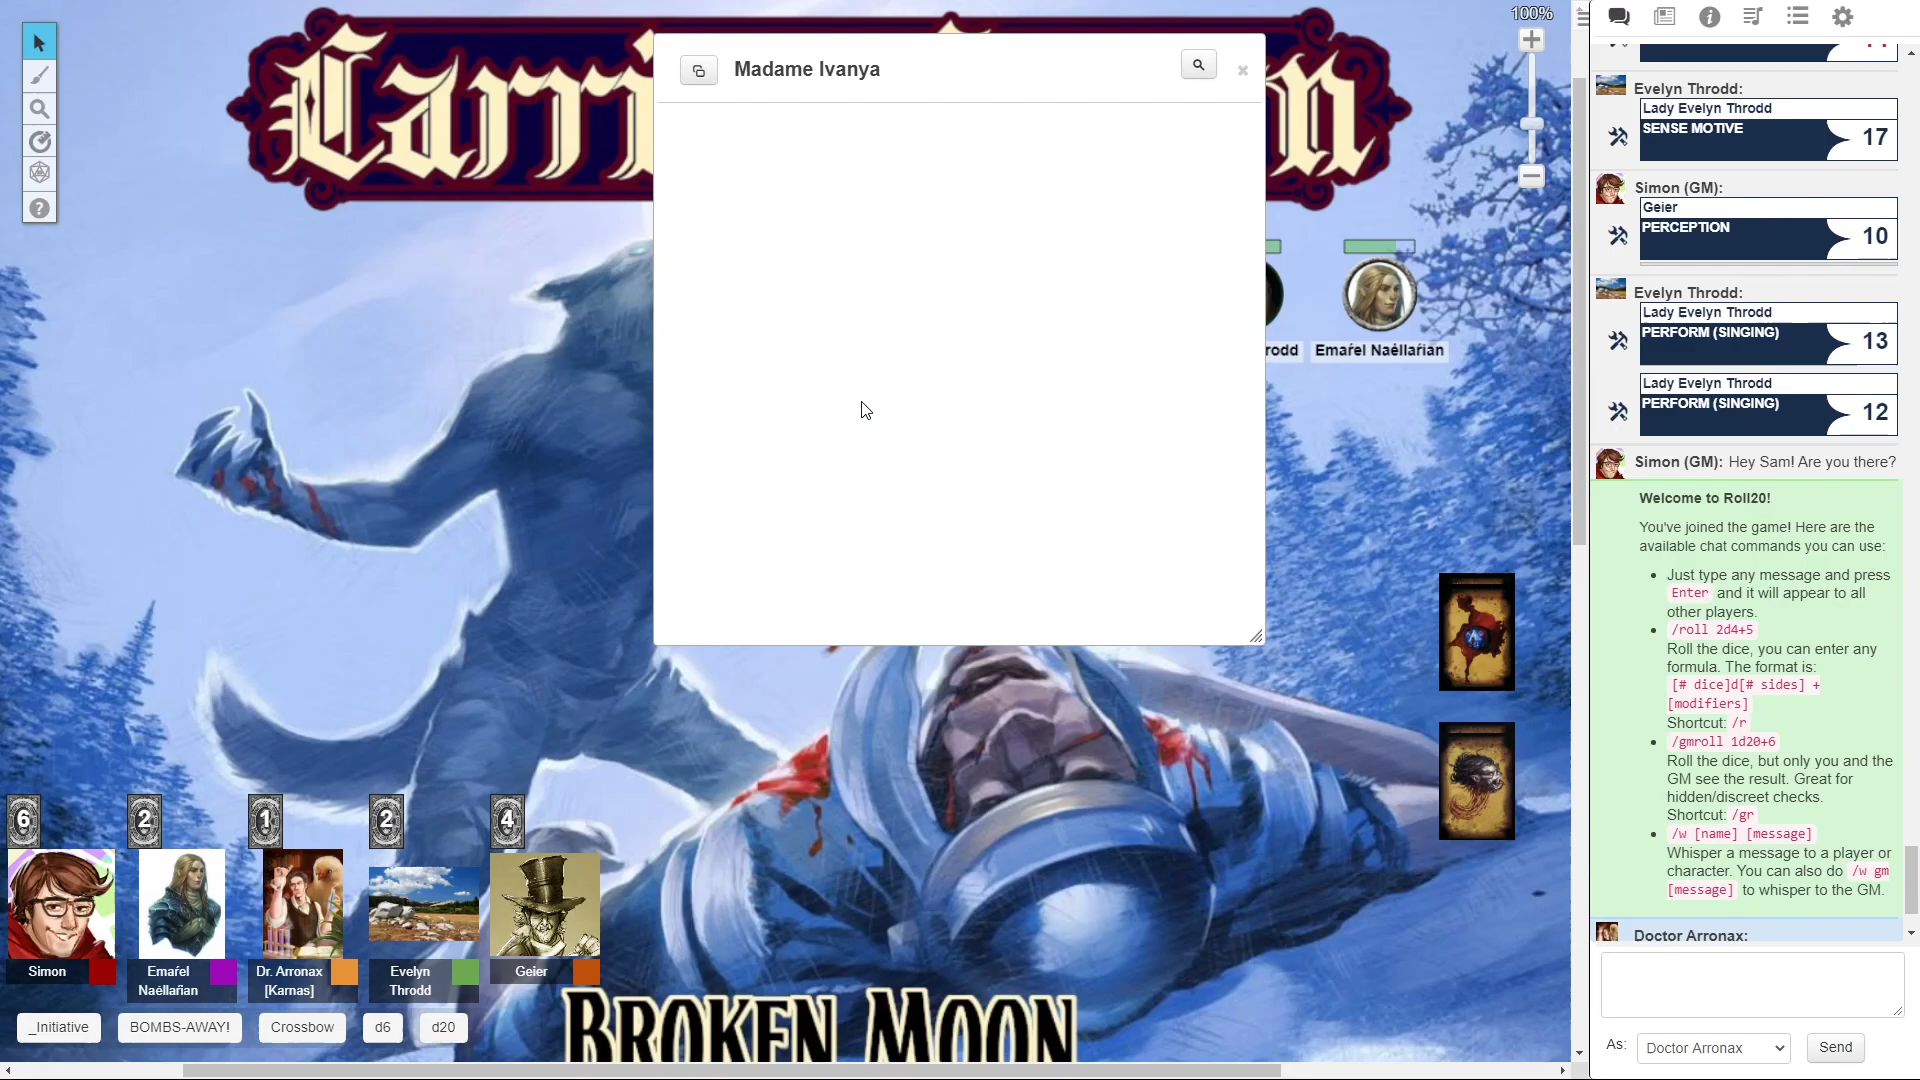 Carri
n
100%
Madame Ivanya
Evelyn Throdd:
Lady Evelyn Throdd
SENSE MOTIVE
17
Simon (GM):
Geier
PERCEPTION
10
Evelyn Throdd:
Lady Evelyn Throdd
PERFORM (SINGING)
13
Lady Evelyn Throdd
PERFORM (SINGING)
12
rodd
Emaŕel Naéllaŕian
Simon (GM): Hey Sam! Are you there?
Welcome to Roll20!
You've joined the game! Here are the
available chat commands you can use:
Just type any message and press
Enter and it will appear to all
other players.
/roll 2d4+5
Roll the dice, you can enter any
formula. The format is:
[# dice]d[# sides] +
[modifiers]
Shortcut: /r
/gmroll 1d20+6
Roll the dice, but only you and the
GM see the result. Great for
hidden/discreet checks.
Shortcut: /gr
/w [name] [message]
Whisper a message to a player or
character. You can also do /w gm
[message] to whisper to the GM.
Doctor Arronax:
6
2
1
2
4
Simon
Emaŕel
Naéllaŕian
Dr. Arronax
[Karnas]
Evelyn
Throdd
Geier
_Initiative
BOMBS-AWAY!
Crossbow
d6
d20
BROKEN MOON
As:
Doctor Arronax
Send